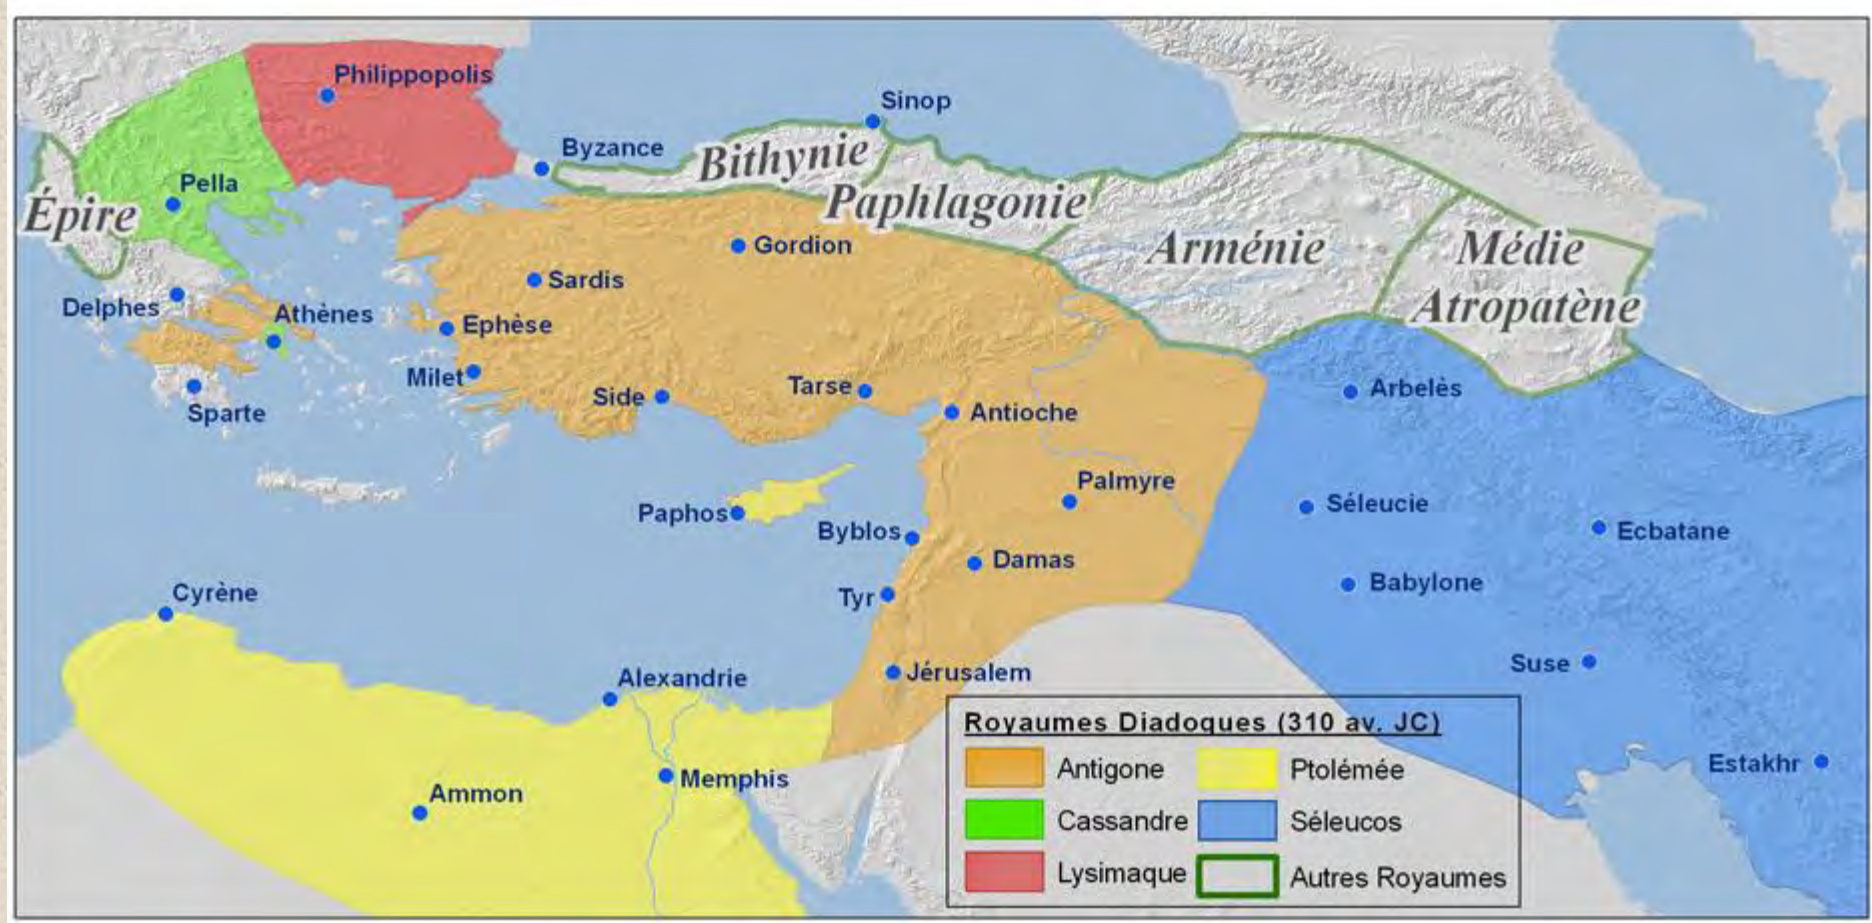 Philippopolis
Sinop
Byzance
Bithynie
Pella
Paphlagonie
Épire
Gordion
Arménie
Médie
Atropatène
Sardis
Delphes
Athènes
Ephèse
Milet
Sparte
Side
Tarse
Antioche
Arbelès
Palmyre
Paphos
Séleucie
Byblos
Ecbatane
Damas
Babylone
Cyrène
Tyr
Suse
Alexandrie
Jérusalem
Estakhr
Ammon
Memphis
Royaumes Diadoques (310 av. JC)
Antigone
Ptolémée
Cassandre
Séleucos
Lysimaque
Autres Royaumes